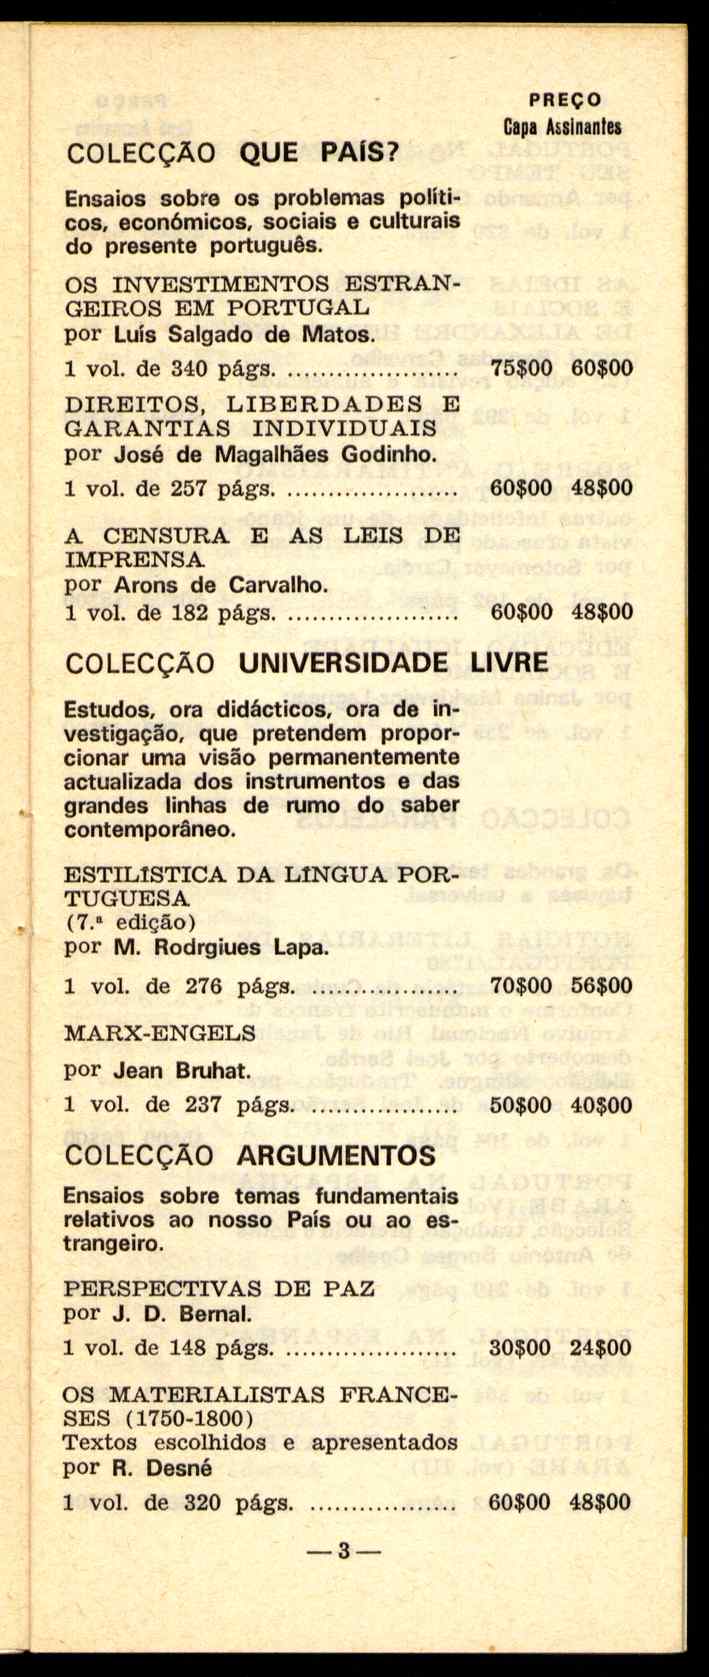 PREÇO
Capa Assinantes
COLECÇÃO QUE PAÍS?
Ensaios sobre os problemas políti-
cos, económicos, sociais e culturais
do presente português.
OS INVESTIMENTOS ESTRAN-
GEIROS EM PORTUGAL
por Luís Salgado de Matos.
1 vol. de 340 págs. ..................... 75$00 60$00
DIREITOS, LIBERDADES E
GARANTIAS INDIVIDUAIS
por José de Magalhães Godinho.
1 vol. de 257 págs. ..................... 60$00 48$00
A CENSURA E AS LEIS DE
IMPRENSA
por Arons de Carvalho.
1 vol. de 182 págs. ..................... 60$00 48$00
COLECÇÃO UNIVERSIDADE LIVRE
Estudos, ora didácticos, ora de in-
vestigação, que pretendem propor-
cionar uma visão permanentemente
actualizada dos instrumentos e das
grandes linhas de rumo do saber
contemporâneo.
ESTILÍSTICA DA LÍNGUA POR-
TUGUESA
(7.ª edição)
por M. Rodrgiues Lapa.
1 vol. de 276 págs. .................. 70$00 56$00
MARX-ENGELS
por Jean Bruhat.
1 vol. de 237 págs. .................. 50$00 40$00
COLECÇÃO ARGUMENTOS
Ensaios sobre temas fundamentais
relativos ao nosso País ou ao es-
trangeiro.
PERSPECTIVAS DE PAZ
por J. D. Bernal.
1 vol. de 148 págs. ..................... 30$00 24$00
OS MATERIALISTAS FRANCE-
SES (1750-1800)
Textos escolhidos e apresentados
por R. Desné
1 vol. de 320 págs. .................. 60$00 48$00
— 3 —